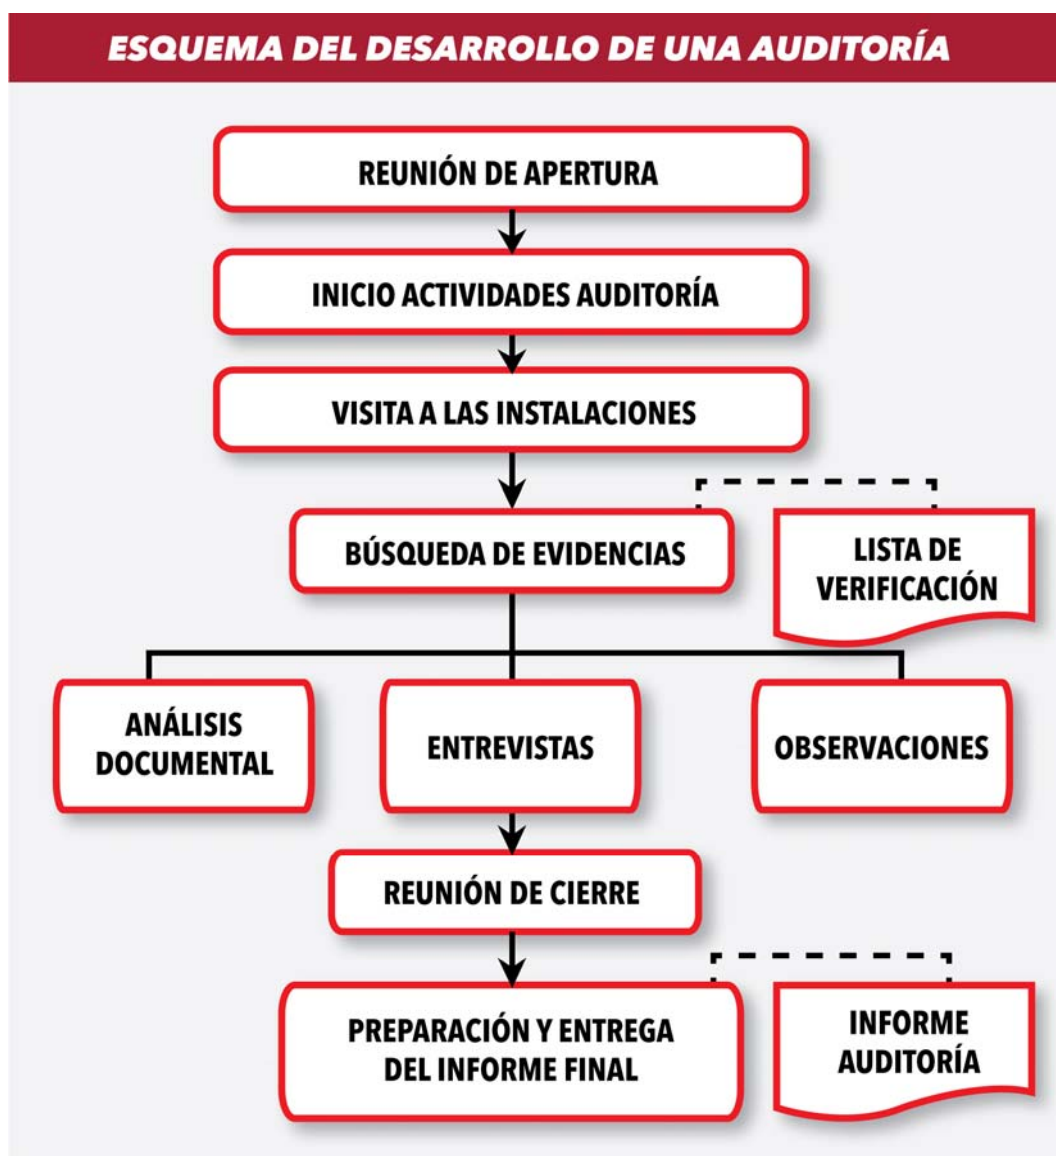 ESQUEMA DEL DESARROLLO DE UNA AUDITORÍA
REUNIÓN DE APERTURA
INICIO ACTIVIDADES AUDITORÍA
VISITA A LAS INSTALACIONES
BÚSQUEDA DE EVIDENCIAS
LISTA DE
VERIFICACIÓN
ANÁLISIS
DOCUMENTAL
ENTREVISTAS
OBSERVACIONES
REUNIÓN DE CIERRE
PREPARACIÓN Y ENTREGA
DEL INFORME FINAL
INFORME
AUDITORÍA